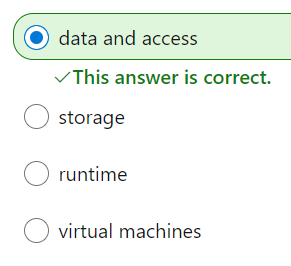 data and access
✓This answer is correct.
storage
runtime
virtual machines